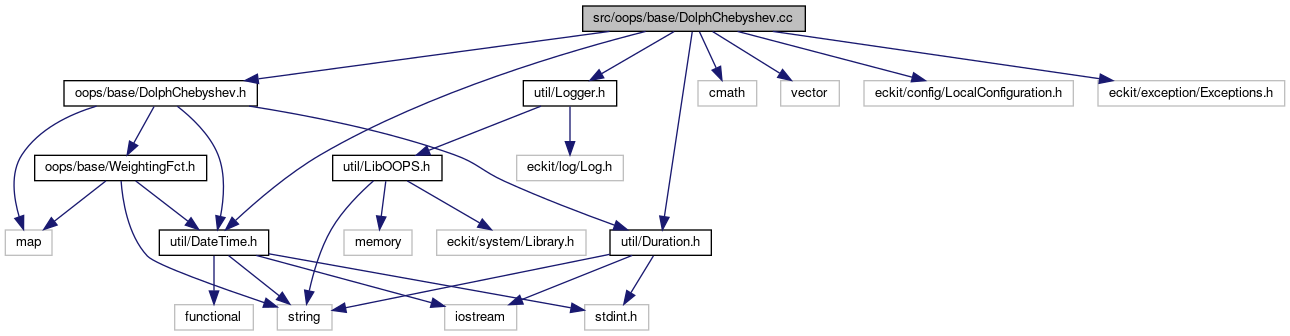 src/oops/base/DolphChebyshev.cc
oops/base/DolphChebyshev.h
util/Logger.h
cmath
vector
eckit/config/LocalConfiguration.h
eckit/exception/Exceptions.h
oops/base/WeightingFct.h
util/LibOOPS.h
eckit/log/Log.h
map
util/DateTime.h
memory
eckit/system/Library.h
util/Duration.h
functional
string
iostream
stdint.h